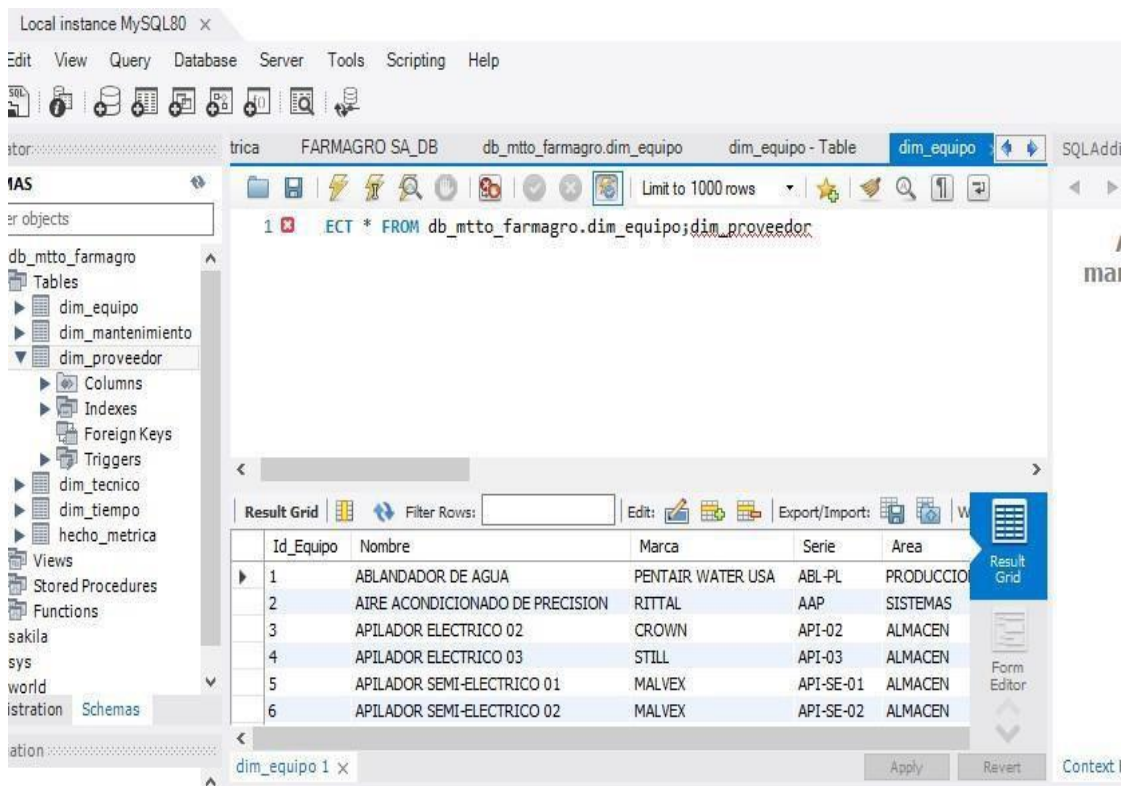 Local instance MySQL80 ×
Edit View Query Database Server Tools Scripting Help
SQL
ator
trica FARMAGRO SA_DB db_mtto_farmagro.dim_equipo dim_equipo - Table dim_equipo × SQLAddi
MAS
er objects
Limit to 1000 rows
1 ECT * FROM db_mtto_farmagro.dim_equipo;dim_proveedor
mar
db_mtto_farmagro
Tables
dim_equipo
dim_mantenimiento
dim_proveedor
Columns
Indexes
Foreign Keys
Triggers
dim_tecnico
dim_tiempo
hecho_metrica
Views
Stored Procedures
Functions
sakila
sys
world
istration Schemas
ation
Result Grid Filter Rows: Edit: Export/Import: W
Id_Equipo Nombre Marca Serie Area
1 ABLANDADOR DE AGUA PENTAIR WATER USA ABL-PL PRODUCCIO
2 AIRE ACONDICIONADO DE PRECISION RITTAL AAP SISTEMAS
3 APILADOR ELECTRICO 02 CROWN API-02 ALMACEN
4 APILADOR ELECTRICO 03 STILL API-03 ALMACEN
5 APILADOR SEMI-ELECTRICO 01 MALVEX API-SE-01 ALMACEN
6 APILADOR SEMI-ELECTRICO 02 MALVEX API-SE-02 ALMACEN
Result
Grid
Form
Editor
dim_equipo 1 × Apply Revert Context